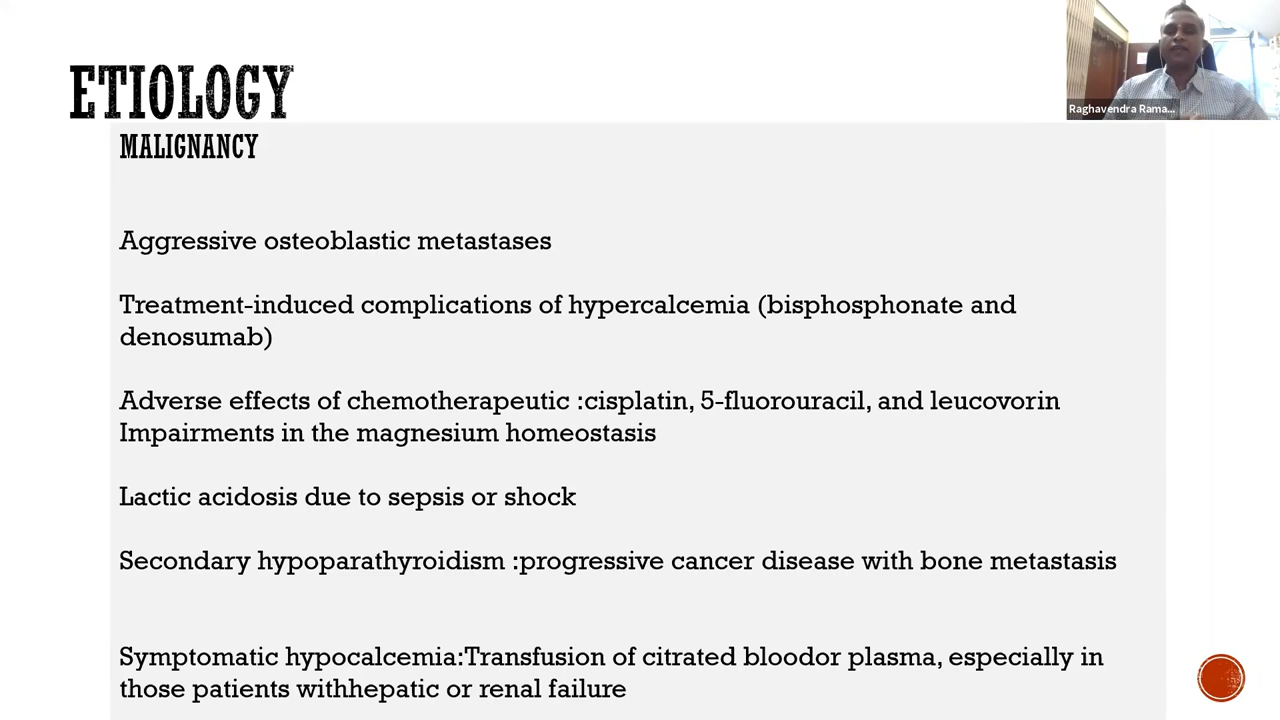 ETIOLOGY
MALIGNANCY
Raghavendra Rama...
Aggressive osteoblastic metastases
Treatment-induced complications of hypercalcemia (bisphosphonate and
denosumab)
Adverse effects of chemotherapeutic :cisplatin, 5-fluorouracil, and leucovorin
Impairments in the magnesium homeostasis
Lactic acidosis due to sepsis or shock
Secondary hypoparathyroidism :progressive cancer disease with bone metastasis
Symptomatic hypocalcemia:Transfusion of citrated bloodor plasma, especially in
those patients withhepatic or renal failure